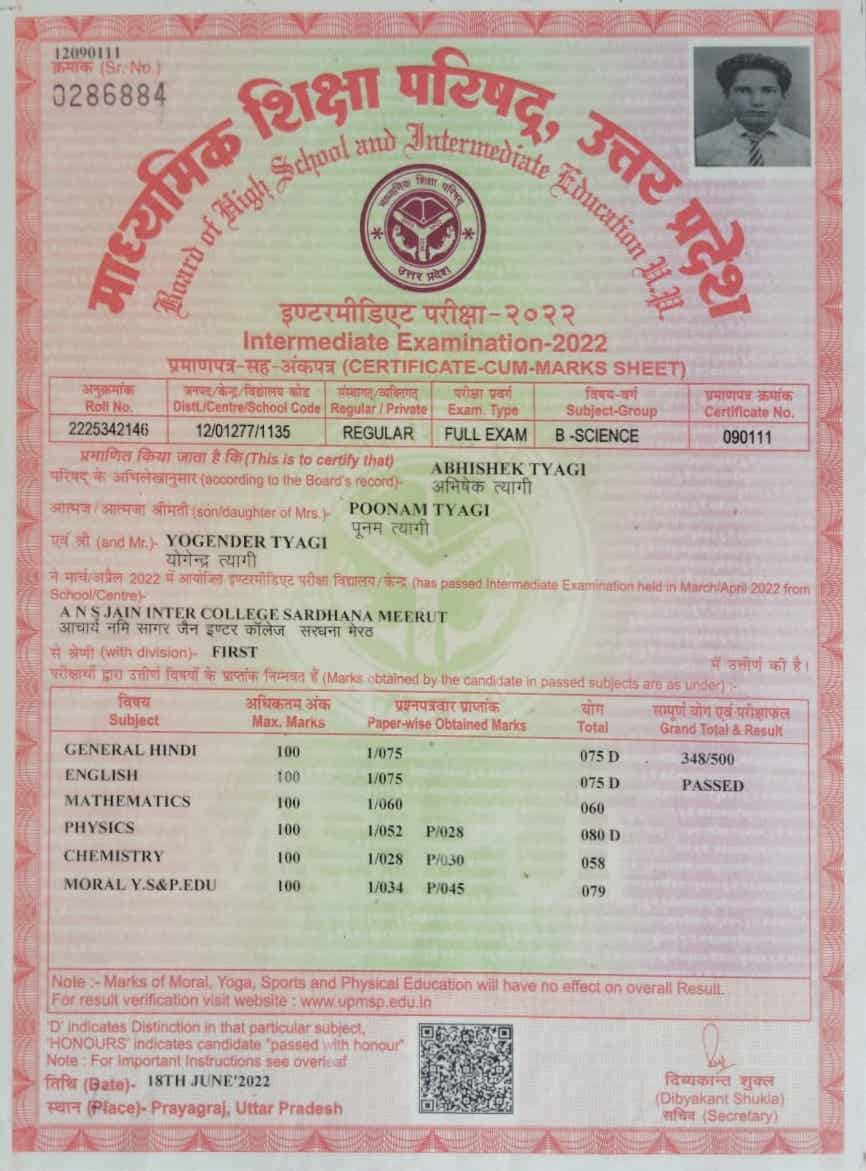 12090111
क्रमांक (Sr. No.)
0286884
माध्यमिक शिक्षा परिषद्, उत्तर प्रदेश
Board of High School and Intermediate Education U.P.
माध्यमिक शिक्षा परिषद्
उत्तर प्रदेश
इण्टरमीडिएट परीक्षा-२०२२
Intermediate Examination-2022
प्रमाणपत्र-सह-अंकपत्र (CERTIFICATE-CUM-MARKS SHEET)
अनुक्रमांक जनपद/केन्द्र/विद्यालय कोड संस्थागत/व्यक्तिगत परीक्षा प्रवर्ग विषय-वर्ग प्रमाणपत्र क्रमांक
Roll No. Distt./Centre/School Code Regular / Private Exam. Type Subject-Group Certificate No.
2225342146 12/01277/1135 REGULAR FULL EXAM B -SCIENCE 090111
प्रमाणित किया जाता है कि (This is to certify that) ABHISHEK TYAGI
परिषद् के अभिलेखानुसार (according to the Board's record)- अभिषेक त्यागी
आत्मज / आत्मजा श्रीमती (son/daughter of Mrs.)- POONAM TYAGI
पूनम त्यागी
एवं श्री (and Mr.)- YOGENDER TYAGI
योगेन्द्र त्यागी
ने मार्च/अप्रैल 2022 में आयोजित इण्टरमीडिएट परीक्षा विद्यालय/ केन्द्र (has passed Intermediate Examination held in March/April 2022 from
School/Centre)-
A N S JAIN INTER COLLEGE SARDHANA MEERUT
आचार्य नमि सागर जैन इण्टर कॉलेज सरधना मेरठ
से श्रेणी (with division)- FIRST में उत्तीर्ण की है।
परीक्षार्थी द्वारा उत्तीर्ण विषयों के प्राप्तांक निम्नवत हैं (Marks obtained by the candidate in passed subjects are as under) :-
विषय अधिकतम अंक प्रश्नपत्रवार प्राप्तांक योग सम्पूर्ण योग एवं परीक्षाफल
Subject Max. Marks Paper-wise Obtained Marks Total Grand Total & Result
GENERAL HINDI 100 1/075 075 D 348/500
ENGLISH 100 1/075 075 D PASSED
MATHEMATICS 100 1/060 060
PHYSICS 100 1/052 P/028 080 D
CHEMISTRY 100 1/028 P/030 058
MORAL Y.S&P.EDU 100 1/034 P/045 079
Note :- Marks of Moral, Yoga, Sports and Physical Education will have no effect on overall Result.
For result verification visit website : www.upmsp.edu.in
'D' indicates Distinction in that particular subject,
'HONOURS' indicates candidate "passed with honour"
Note : For Important Instructions see overleaf
तिथि (Date)- 18TH JUNE'2022
स्थान (Place)- Prayagraj, Uttar Pradesh
दिव्यकान्त शुक्ल
(Dibyakant Shukla)
सचिव (Secretary)